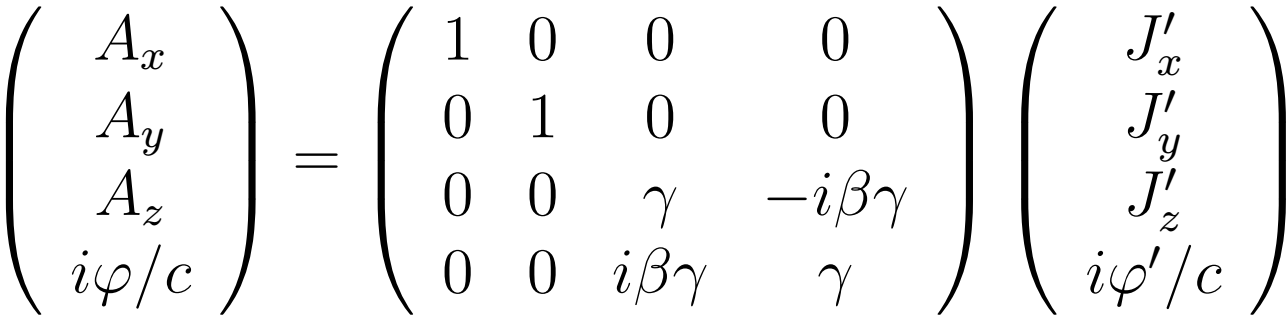 A_x 1 0 0 0 J′_x
A_y 0 1 0 0 J′_y
= 
A_z 0 0 γ −iβγ J′_z
iφ/c 0 0 iβγ γ iφ′/c